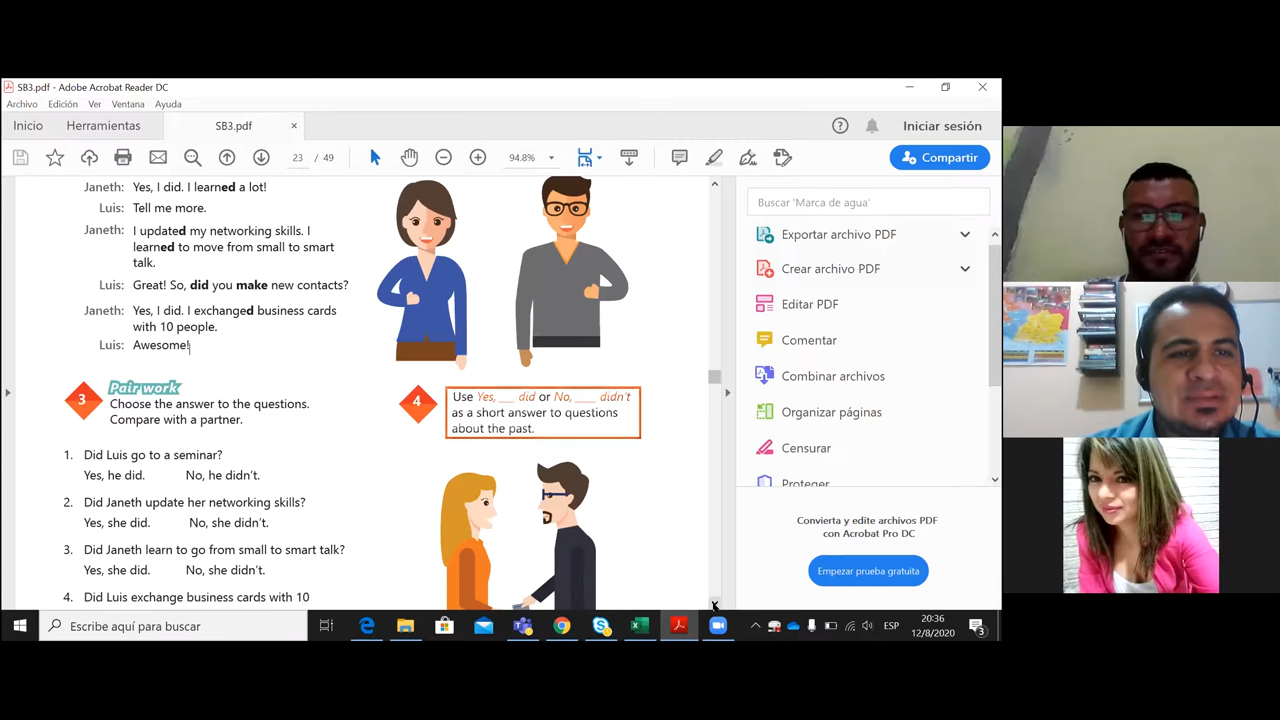 SB3.pdf - Adobe Acrobat Reader DC
Archivo Edición Ver Ventana Ayuda
Inicio Herramientas SB3.pdf × Iniciar sesión
23 / 49 94.8% Compartir
Janeth: Yes, I did. I learned a lot!
Luis: Tell me more.
Janeth: I updated my networking skills. I
learned to move from small to smart
talk.
Luis: Great! So, did you make new contacts?
Janeth: Yes, I did. I exchanged business cards
with 10 people.
Luis: Awesome!
3 Pair work
Choose the answer to the questions.
Compare with a partner.
1. Did Luis go to a seminar?
Yes, he did. No, he didn't.
2. Did Janeth update her networking skills?
Yes, she did. No, she didn't.
3. Did Janeth learn to go from small to smart talk?
Yes, she did. No, she didn't.
4. Did Luis exchange business cards with 10
4 Use Yes, ___ did or No, ___ didn't
as a short answer to questions
about the past.
Buscar 'Marca de agua'
Exportar archivo PDF
Crear archivo PDF
Editar PDF
Comentar
Combinar archivos
Organizar páginas
Censurar
Proteger
Convierta y edite archivos PDF
con Acrobat Pro DC
Empezar prueba gratuita
Escribe aquí para buscar
ESP
20:36
12/8/2020
3